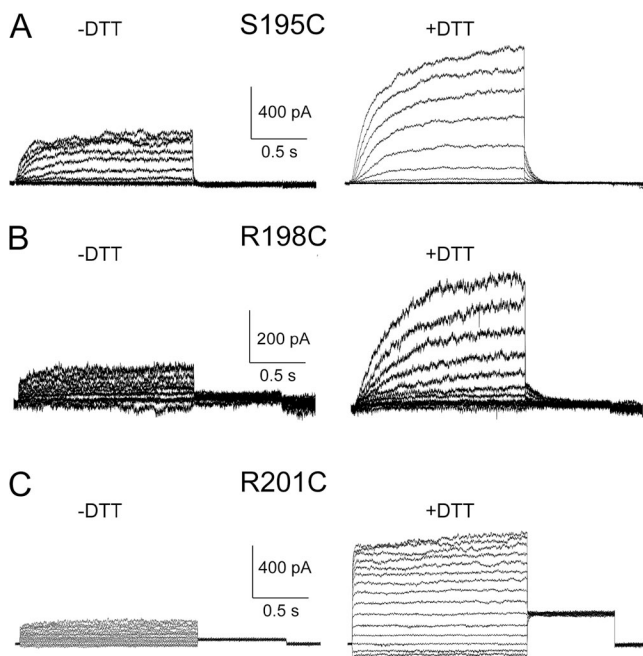 A
-DTT
S195C
+DTT
400 pA
0.5 s
B
-DTT
R198C
+DTT
200 pA
0.5 s
C
-DTT
R201C
+DTT
400 pA
0.5 s